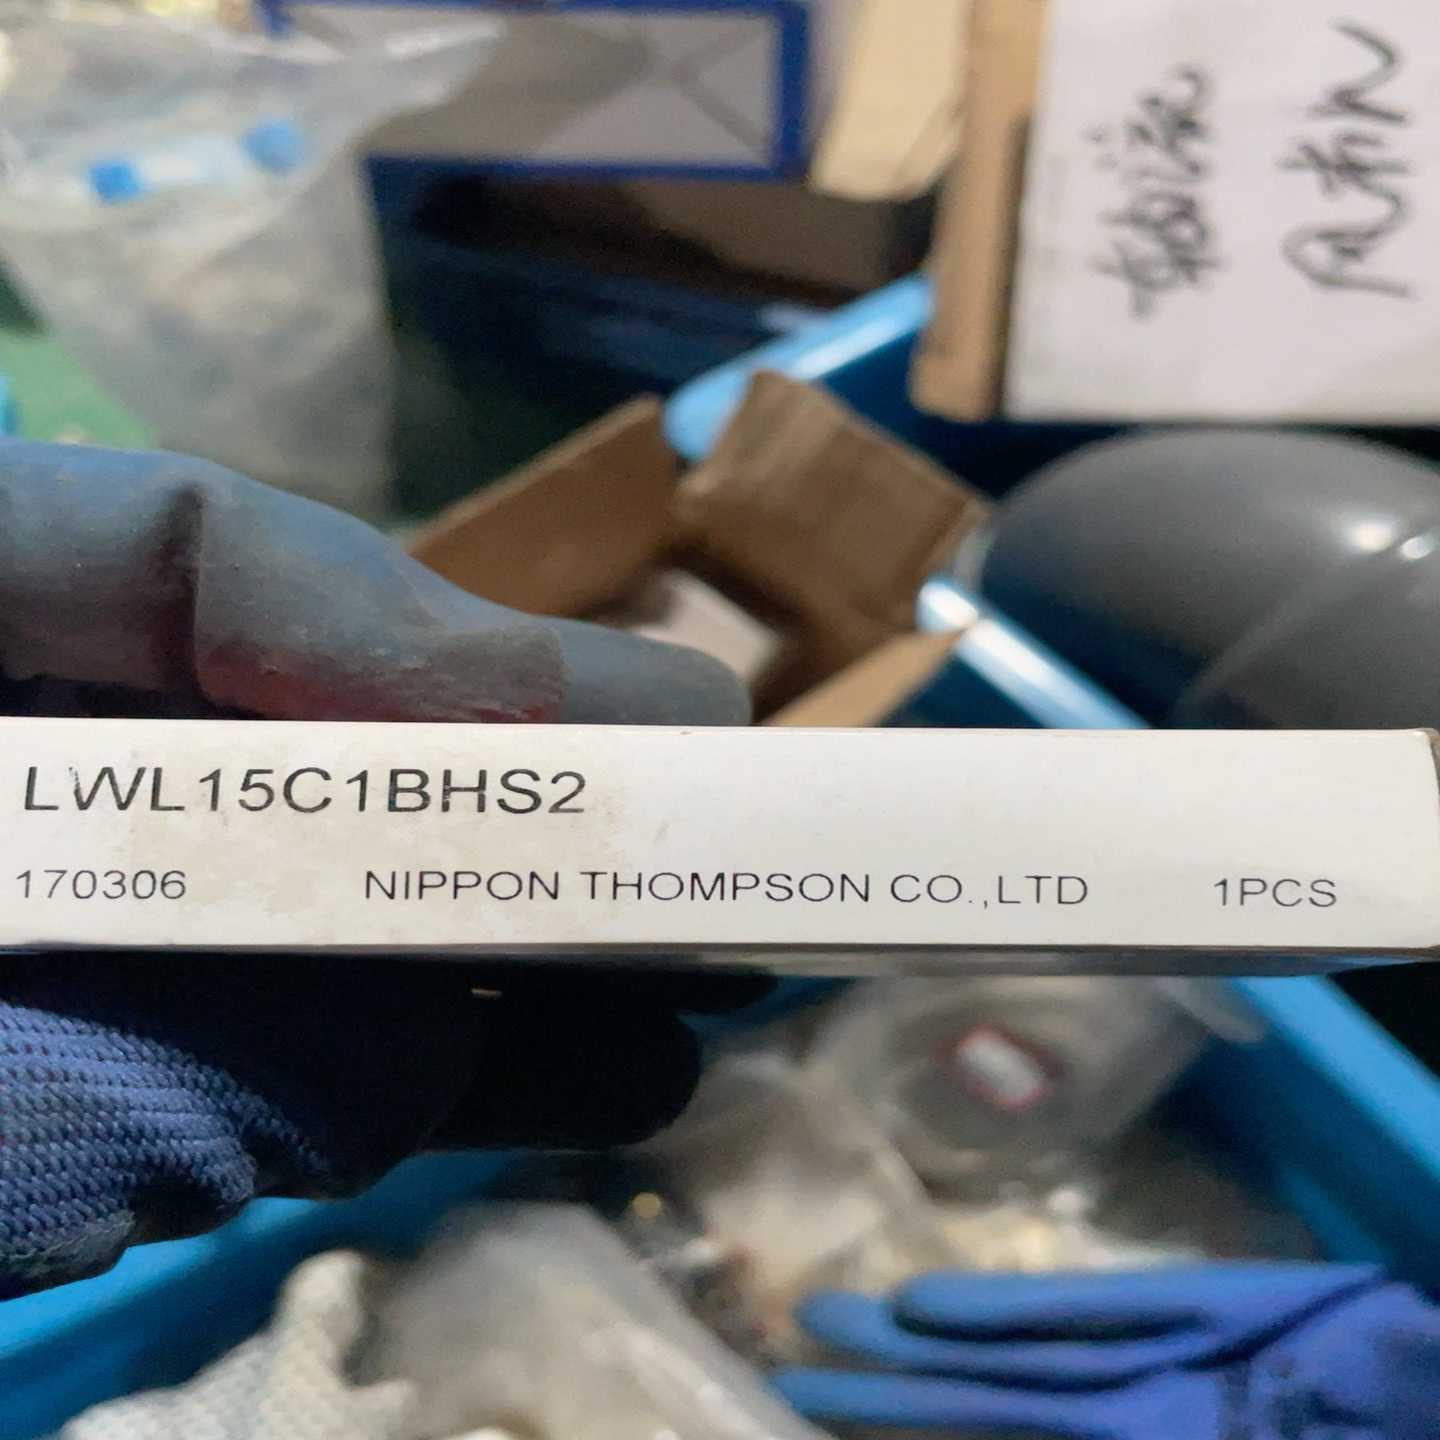 LWL15C1BHS2
170306 NIPPON THOMPSON CO.,LTD 1PCS